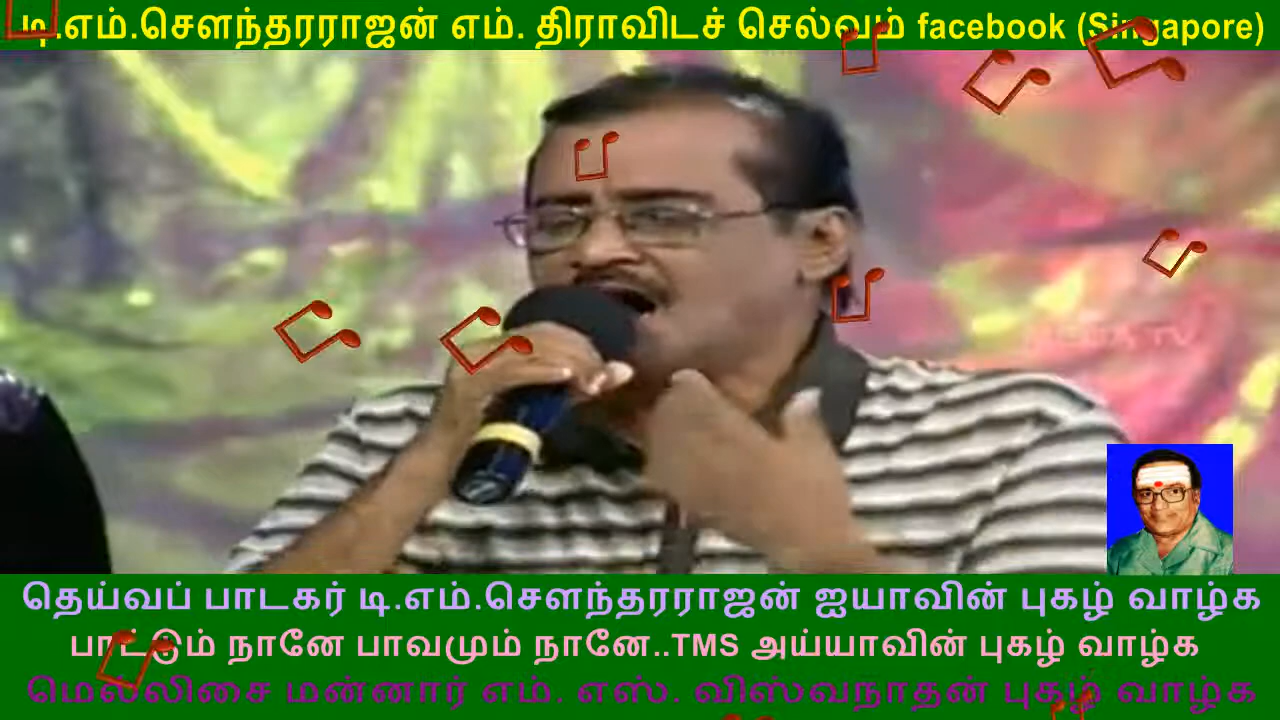 டி.எம்.சௌந்தரராஜன் எம். திராவிடச் செல்வம் facebook (Singapore)
தெய்வப் பாடகர் டி.எம்.சௌந்தரராஜன் ஐயாவின் புகழ் வாழ்க
பாட்டும் நானே பாவமும் நானே..TMS அய்யாவின் புகழ் வாழ்க
மெல்லிசை மன்னார் எம். எஸ். விஸ்வநாதன் புகழ் வாழ்க